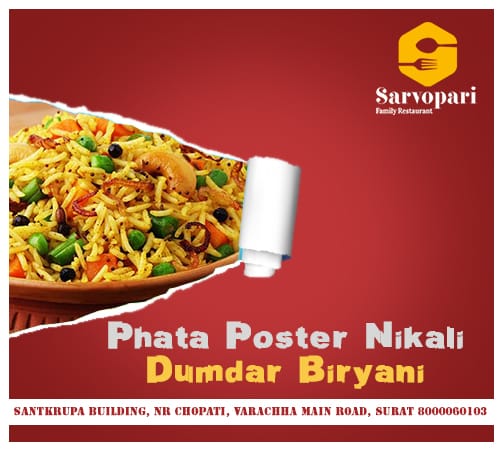 Sarvopari
Family Restaurant
Phata Poster Nikali
Dumdar Biryani
SANTKRUPA BUILDING, NR CHOPATI, VARACHHA MAIN ROAD, SURAT 8000060103